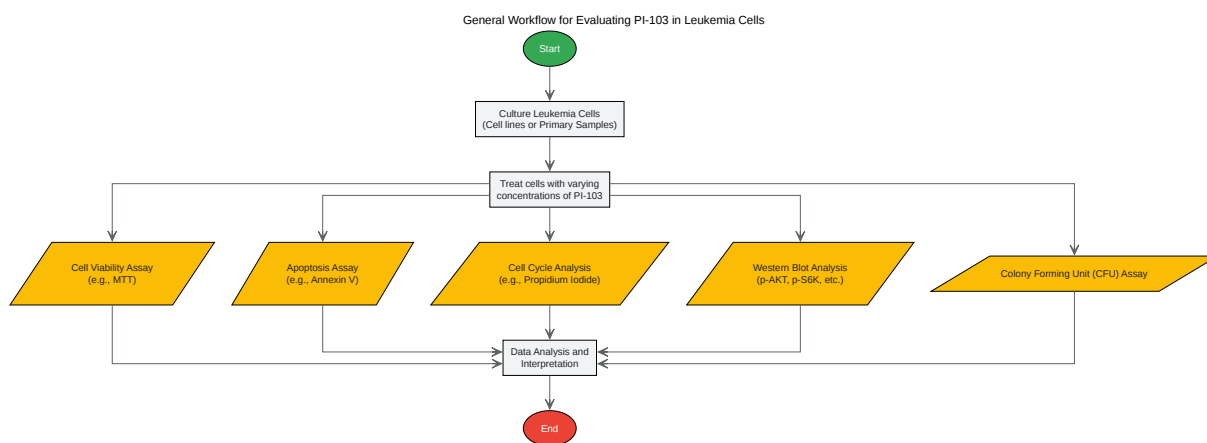 General Workflow for Evaluating PI-103 in Leukemia Cells
Start
Culture Leukemia Cells
(Cell lines or Primary Samples)
Treat cells with varying
concentrations of PI-103
Cell Viability Assay
(e.g., MTT)
Apoptosis Assay
(e.g., Annexin V)
Cell Cycle Analysis
(e.g., Propidium Iodide)
Western Blot Analysis
(p-AKT, p-S6K, etc.)
Colony Forming Unit (CFU) Assay
Data Analysis and
Interpretation
End